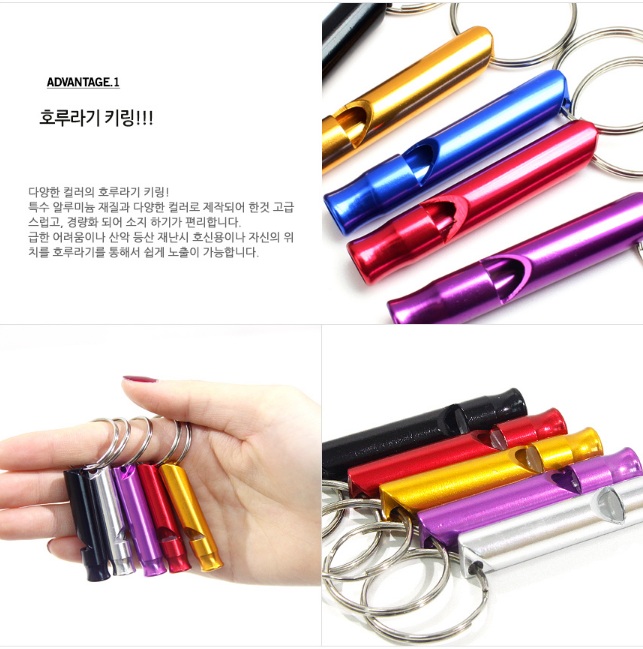 ADVANTAGE.1
호루라기 키링!!!
다양한 컬러의 호루라기 키링!
특수 알루미늄 재질과 다양한 컬러로 제작되어 한것 고급
스럽고, 경량화 되어 소지 하기가 편리합니다.
급한 어려움이나 산악 등산 재난시 호신용이나 자신의 위
치를 호루라기를 통해서 쉽게 노출이 가능합니다.